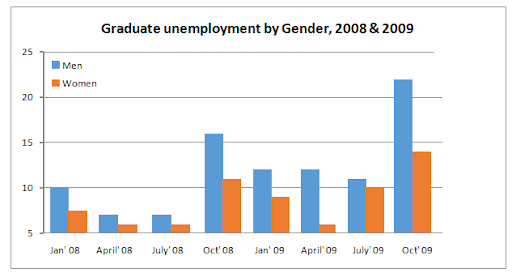 Graduate unemployment by Gender, 2008 & 2009
25
Men
Women
20
15
10
5
Jan' 08 April' 08 July' 08 Oct' 08 Jan' 09 April' 09 July' 09 Oct' 09